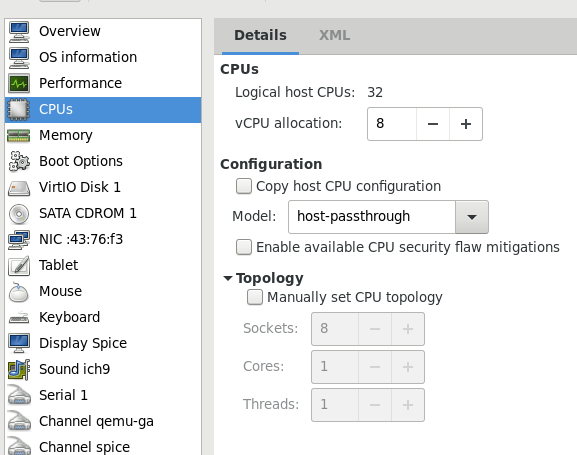 Overview
OS information
Performance
CPUs
Memory
Boot Options
VirtIO Disk 1
SATA CDROM 1
NIC :43:76:f3
Tablet
Mouse
Keyboard
Display Spice
Sound ich9
Serial 1
Channel qemu-ga
Channel spice
Details XML
CPUs
Logical host CPUs: 32
vCPU allocation: 8
Configuration
Copy host CPU configuration
Model: host-passthrough
Enable available CPU security flaw mitigations
Topology
Manually set CPU topology
Sockets: 8
Cores: 1
Threads: 1